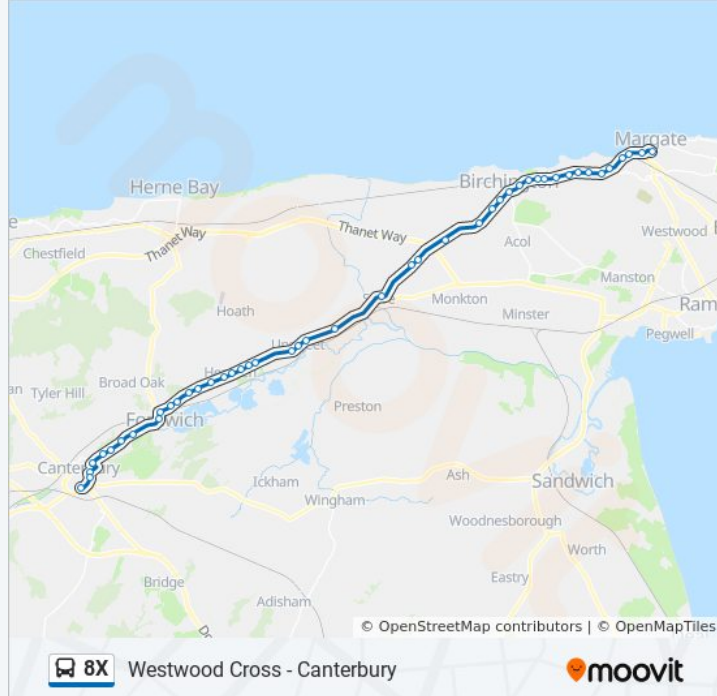 Margate
Herne Bay
Birchington
Thanet Way
Thanet Way
Westwood
Chestfield
Acol
Manston
Monkton
Ram
Hoath
Minster
Pegwell
Tyler Hill
Broad Oak
Preston
Canterbury
Ickham
Ash
Sandwich
Wingham
Woodnesborough
Worth
Bridge
Eastry
Adisham
© OpenStreetMap contributors | © OpenMapTiles
8X Westwood Cross - Canterbury
moovit